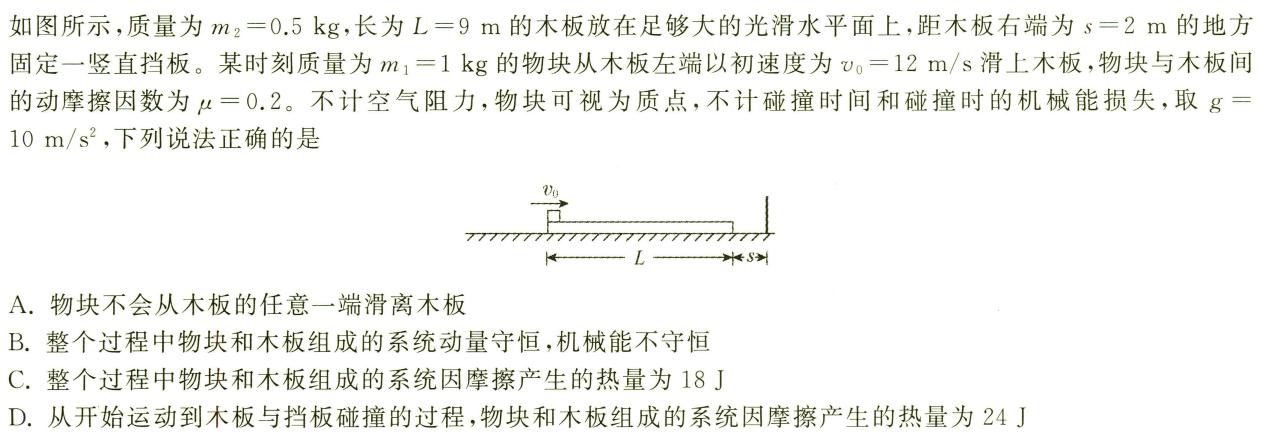 如图所示,质量为 m₂=0.5 kg,长为 L=9 m 的木板放在足够大的光滑水平面上,距木板右端为 s=2 m 的地方
固定一竖直挡板。某时刻质量为 m₁=1 kg 的物块从木板左端以初速度为 v₀=12 m/s 滑上木板,物块与木板间
的动摩擦因数为 μ=0.2。不计空气阻力,物块可视为质点,不计碰撞时间和碰撞时的机械能损失,取 g=
10 m/s²,下列说法正确的是
v₀
L s
A. 物块不会从木板的任意一端滑离木板
B. 整个过程中物块和木板组成的系统动量守恒,机械能不守恒
C. 整个过程中物块和木板组成的系统因摩擦产生的热量为 18 J
D. 从开始运动到木板与挡板碰撞的过程,物块和木板组成的系统因摩擦产生的热量为 24 J